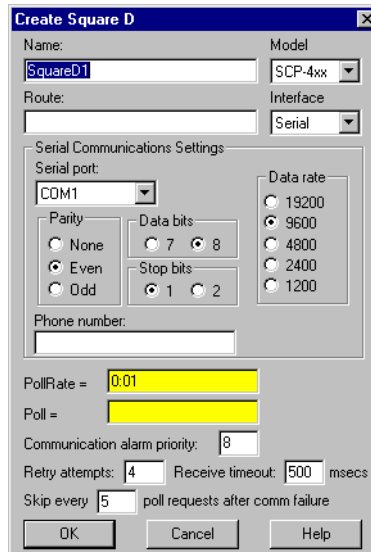 Create Square D
Name: Model
SquareD1 SCP-4xx
Route: Interface
Serial
Serial Communications Settings
Serial port: Data rate
COM1 19200
Parity Data bits 9600
None 7 8 4800
Even Stop bits 2400
Odd 1 2 1200
Phone number:
PollRate = 0:01
Poll =
Communication alarm priority: 8
Retry attempts: 4 Receive timeout: 500 msecs
Skip every 5 poll requests after comm failure
OK Cancel Help